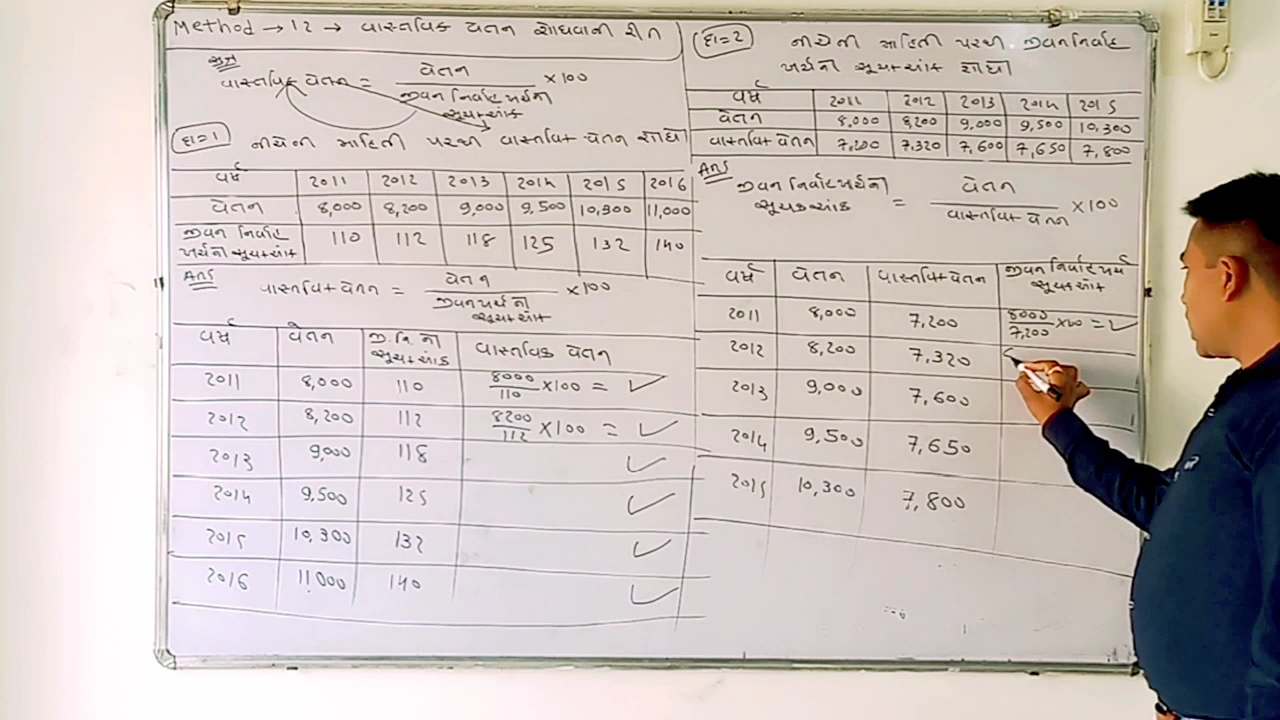 Method → 12 → વાસ્તવિક વેતન શોધવાની રીત
સૂત્ર
વાસ્તવિક વેતન = વેતન / જીવન નિર્વાહ ખર્ચનો સૂચકઆંક × 100
દા=1 નીચેની માહિતી પરથી વાસ્તવિક વેતન શોધો
વર્ષ 2011 2012 2013 2014 2015 2016
વેતન 8,000 8,200 9,000 9,500 10,300 11,000
જીવન નિર્વાહ
ખર્ચનો સૂચકઆંક 110 112 118 125 132 140
Ans
વાસ્તવિક વેતન = વેતન / જીવનખર્ચનો સૂચકઆંક × 100
વર્ષ વેતન જી.નિ.નો સૂચકઆંક વાસ્તવિક વેતન
2011 8,000 110 8000/110 × 100 = ✓
2012 8,200 112 8200/112 × 100 = ✓
2013 9,000 118 ✓
2014 9,500 125 ✓
2015 10,300 132 ✓
2016 11,000 140 ✓
દા=2 નીચેની માહિતી પરથી જીવનનિર્વાહ
ખર્ચનો સૂચકઆંક શોધો
વર્ષ 2011 2012 2013 2014 2015
વેતન 8,000 8,200 9,000 9,500 10,300
વાસ્તવિક વેતન 7,200 7,320 7,600 7,650 7,800
Ans
જીવન નિર્વાહ ખર્ચનો સૂચકઆંક = વેતન / વાસ્તવિક વેતન × 100
વર્ષ વેતન વાસ્તવિક વેતન જીવન નિર્વાહ ખર્ચ સૂચકઆંક
2011 8,000 7,200 8000/7,200 × 100 = ✓
2012 8,200 7,320
2013 9,000 7,600
2014 9,500 7,650
2015 10,300 7,800